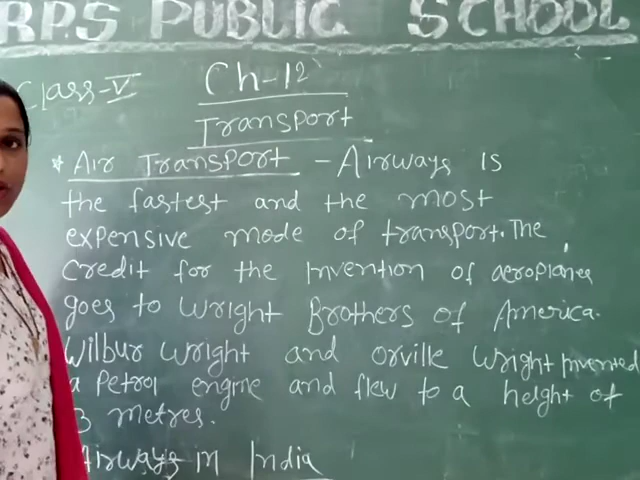 RPS PUBLIC SCHOOL
Class-V
Ch-12
Transport
* Air Transport - Airways is
the fastest and the most
expensive mode of transport. The
credit for the invention of aeroplanes
goes to Wright Brothers of America.
Wilbur Wright and Orville Wright Invented
a Petrol engine and flew to a height of
3 metres.
Airways in India